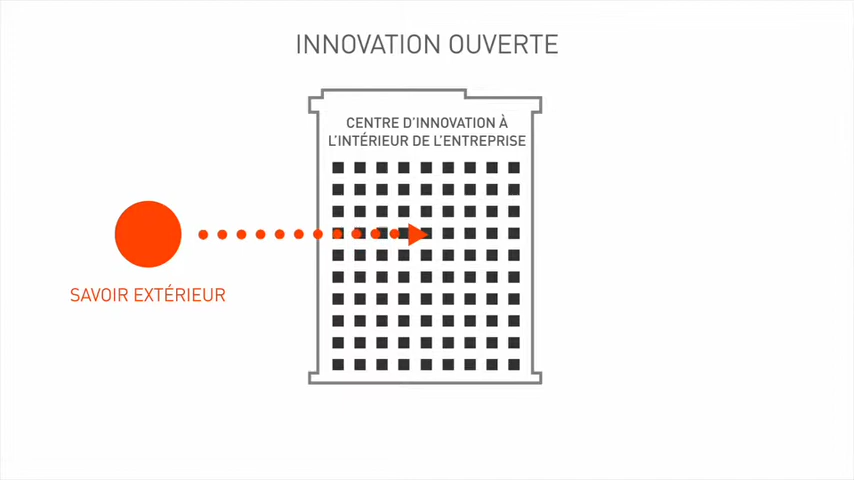 INNOVATION OUVERTE
CENTRE D'INNOVATION À
L'INTÉRIEUR DE L'ENTREPRISE
SAVOIR EXTÉRIEUR